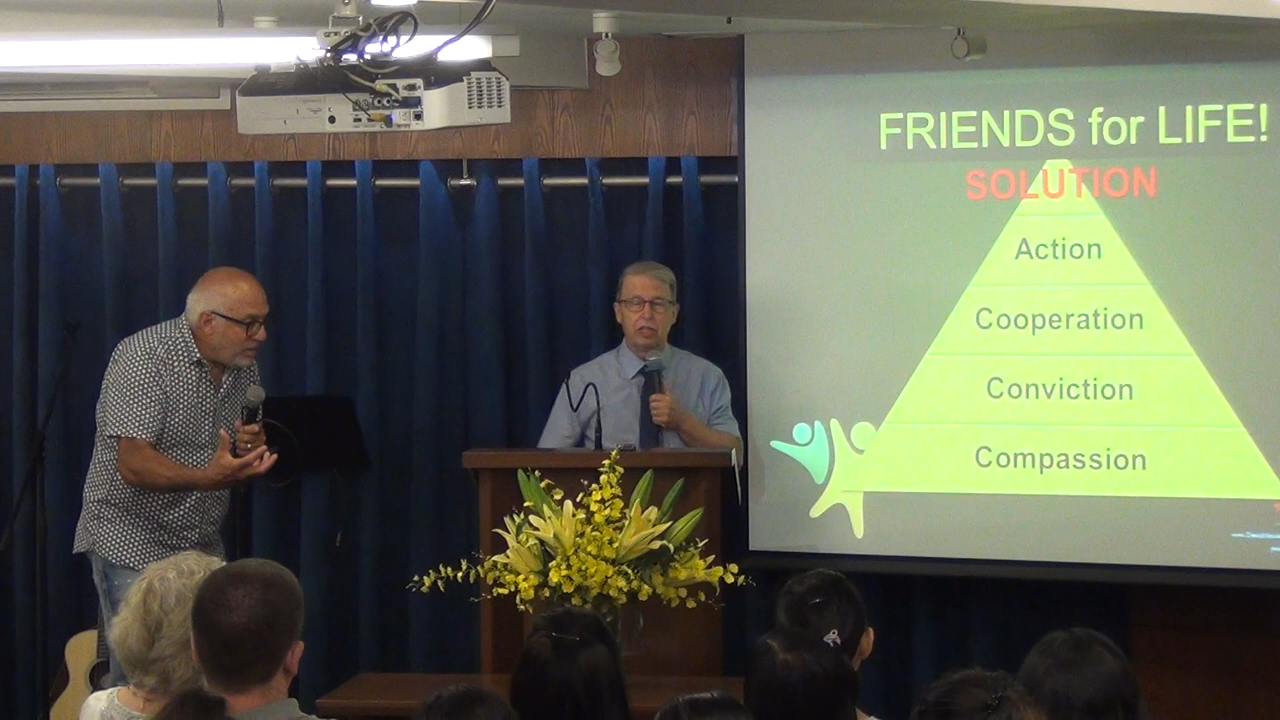 FRIENDS for LIFE!
SOLUTION
Action
Cooperation
Conviction
Compassion